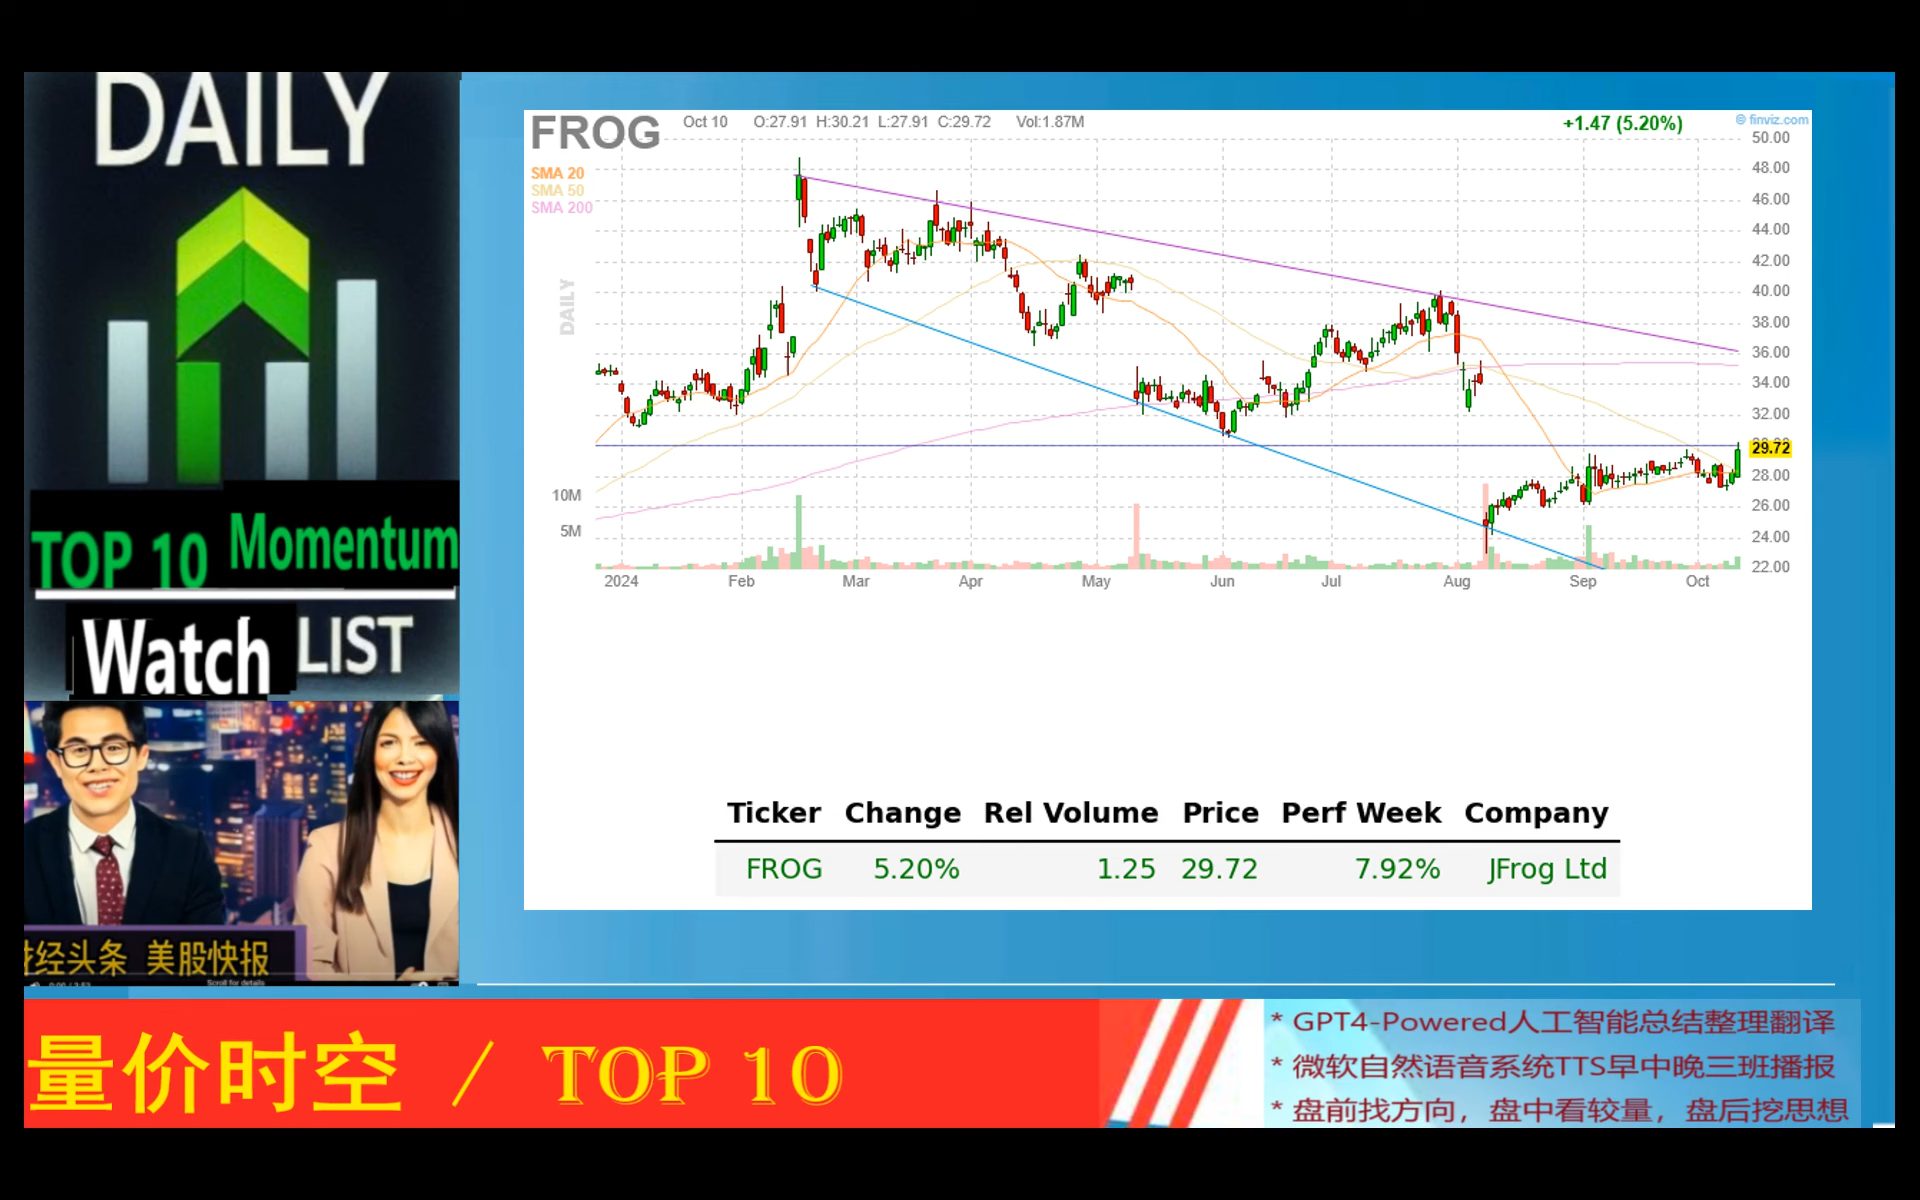 DAILY
TOP 10 Momentum
Watch LIST
经头条 美股快报
Scroll for details
FROG
Oct 10 O:27.91 H:30.21 L:27.91 C:29.72 Vol:1.87M
+1.47 (5.20%)
© finviz.com
SMA 20
SMA 50
SMA 200
DAILY
50.00
48.00
46.00
44.00
42.00
40.00
38.00
36.00
34.00
32.00
29.72
28.00
26.00
24.00
22.00
10M
5M
2024 Feb Mar Apr May Jun Jul Aug Sep Oct
Ticker Change Rel Volume Price Perf Week Company
FROG 5.20% 1.25 29.72 7.92% JFrog Ltd
量价时空 / TOP 10
* GPT4-Powered人工智能总结整理翻译
* 微软自然语音系统TTS早中晚三班播报
* 盘前找方向，盘中看较量，盘后挖思想